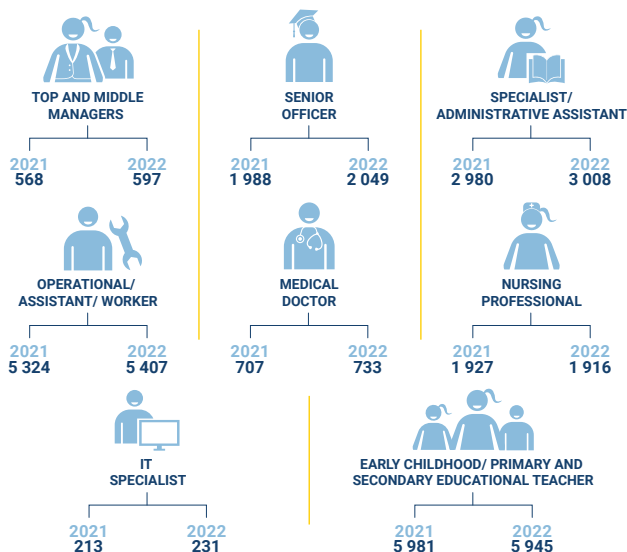 TOP AND MIDDLE
MANAGERS
2021
568
2022
597
SENIOR
OFFICER
2021
1 988
2022
2 049
SPECIALIST/
ADMINISTRATIVE ASSISTANT
2021
2 980
2022
3 008
OPERATIONAL/
ASSISTANT/ WORKER
2021
5 324
2022
5 407
MEDICAL
DOCTOR
2021
707
2022
733
NURSING
PROFESSIONAL
2021
1 927
2022
1 916
IT
SPECIALIST
2021
213
2022
231
EARLY CHILDHOOD/ PRIMARY AND
SECONDARY EDUCATIONAL TEACHER
2021
5 981
2022
5 945